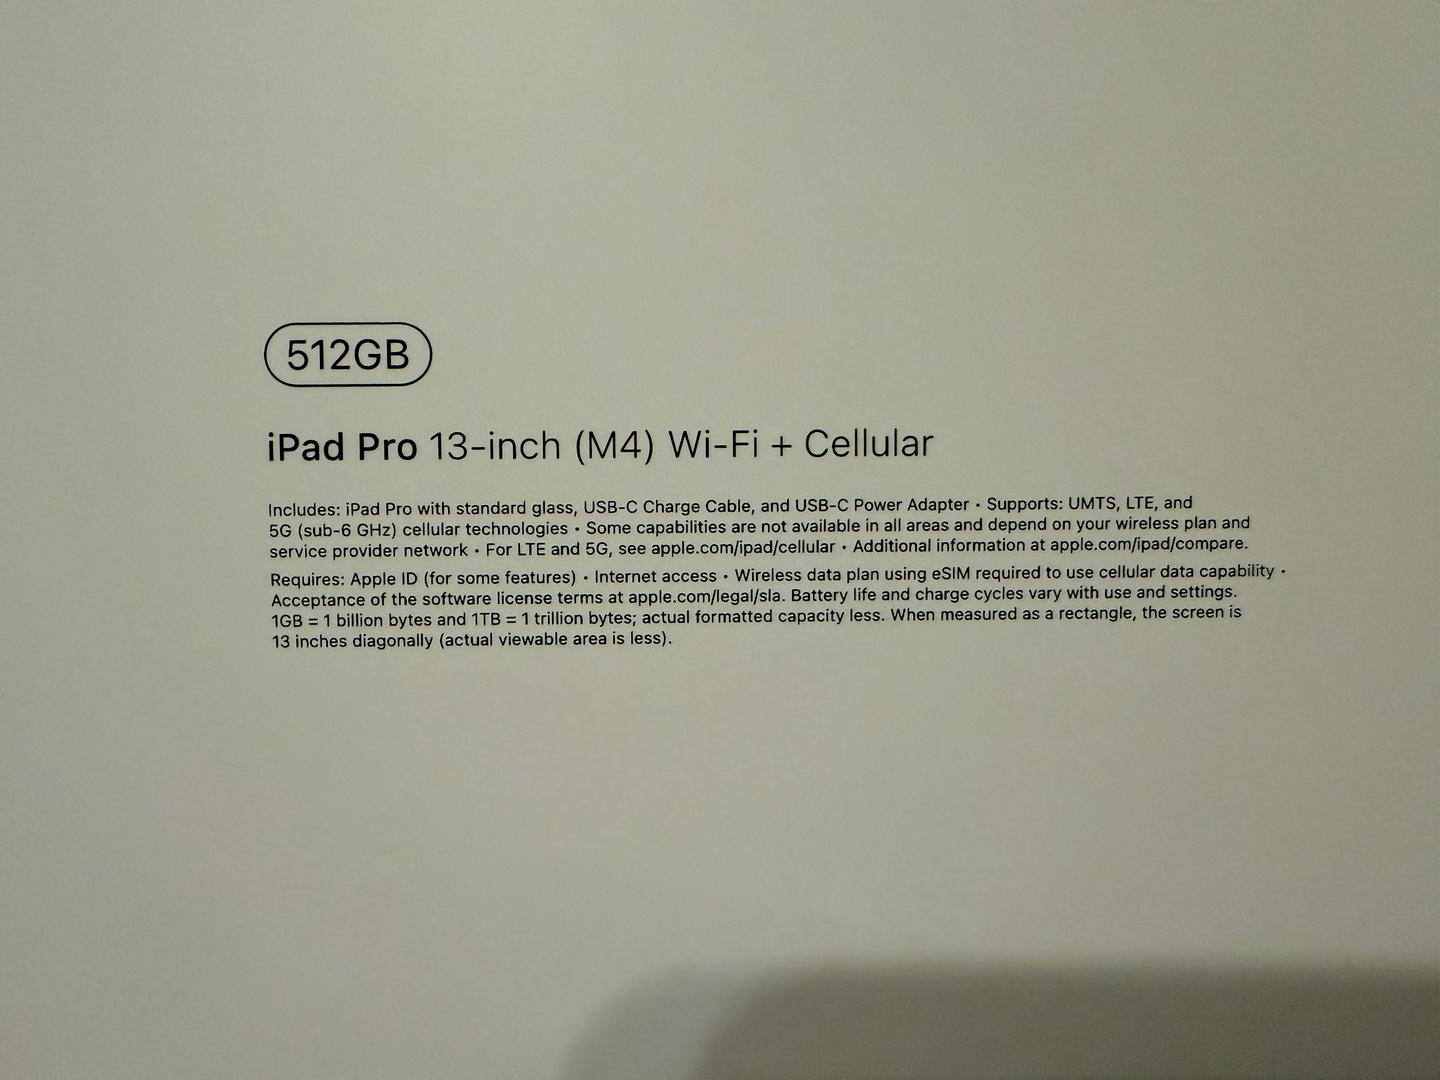 512GB
iPad Pro 13-inch (M4) Wi-Fi + Cellular
Includes: iPad Pro with standard glass, USB-C Charge Cable, and USB-C Power Adapter • Supports: UMTS, LTE, and
5G (sub-6 GHz) cellular technologies • Some capabilities are not available in all areas and depend on your wireless plan and
service provider network • For LTE and 5G, see apple.com/ipad/cellular • Additional information at apple.com/ipad/compare.
Requires: Apple ID (for some features) • Internet access • Wireless data plan using eSIM required to use cellular data capability •
Acceptance of the software license terms at apple.com/legal/sla. Battery life and charge cycles vary with use and settings.
1GB = 1 billion bytes and 1TB = 1 trillion bytes; actual formatted capacity less. When measured as a rectangle, the screen is
13 inches diagonally (actual viewable area is less).